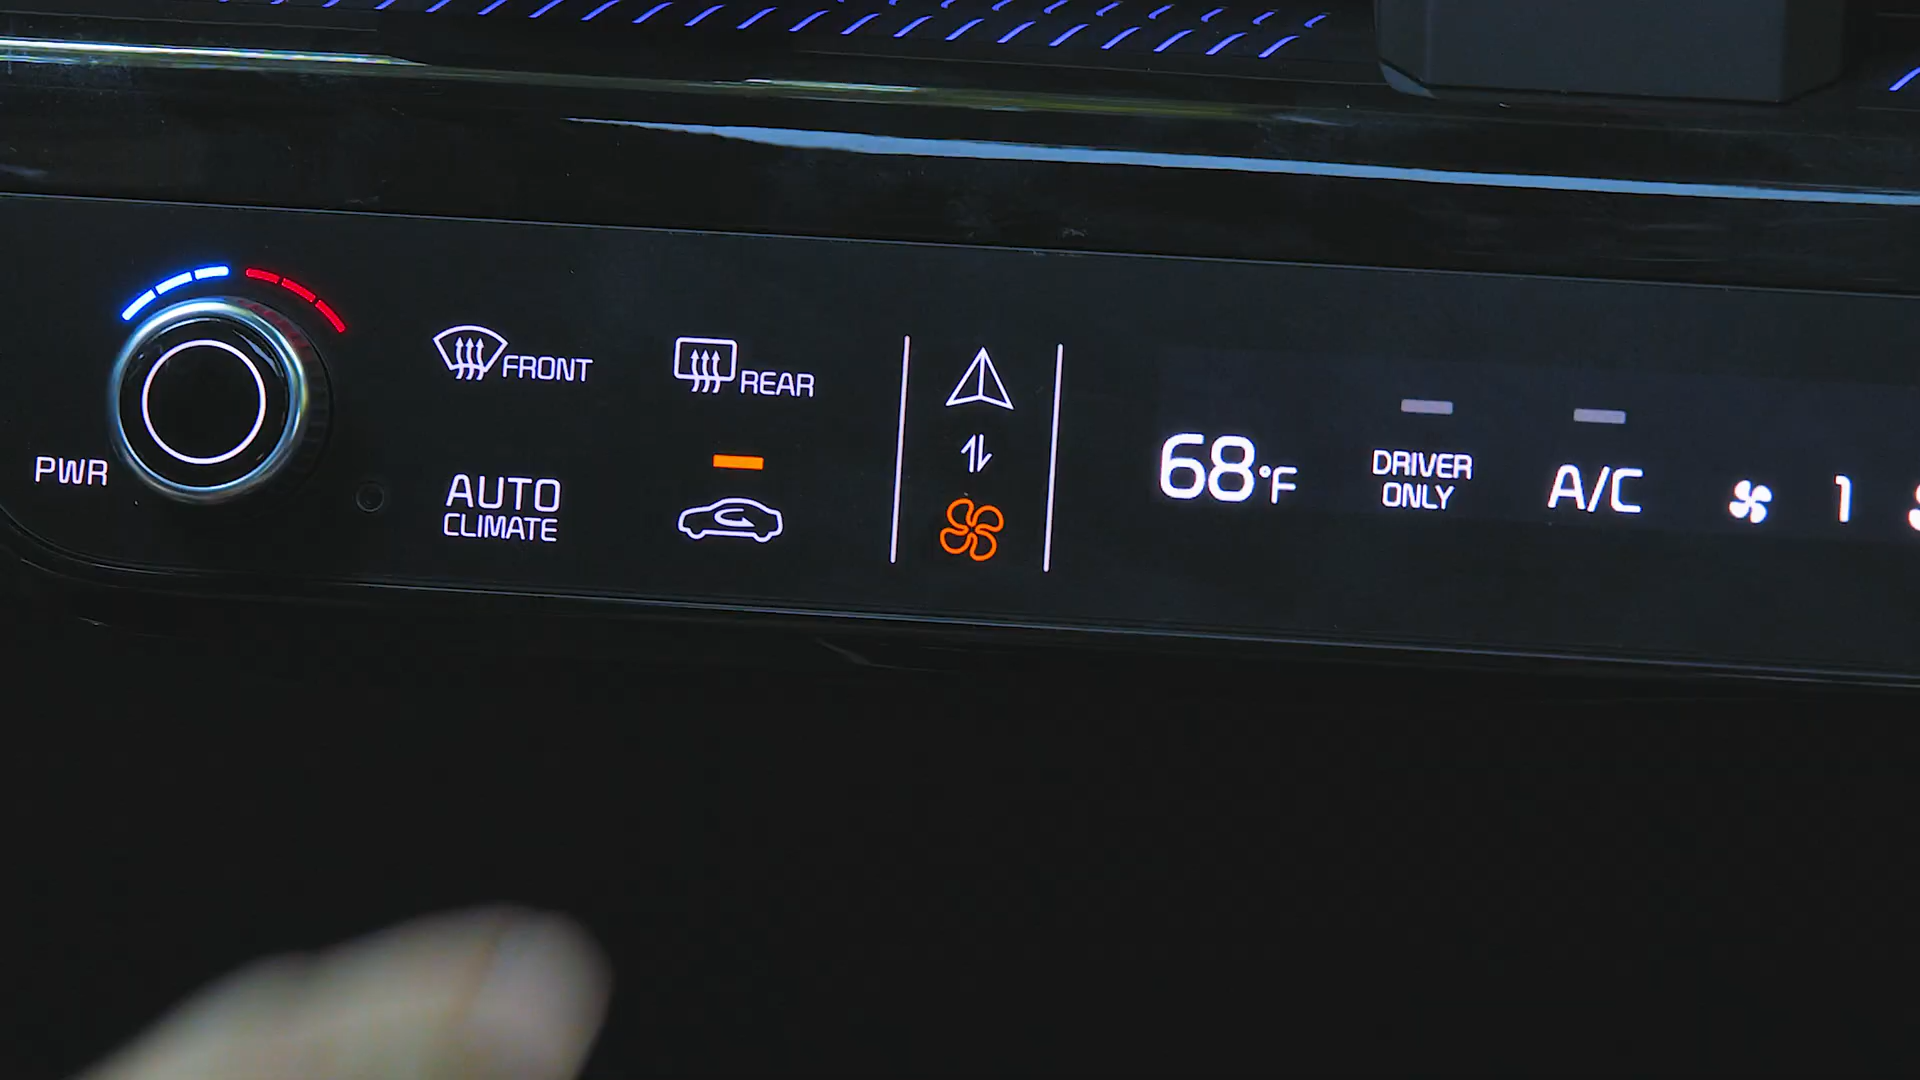 PWR
FRONT
REAR
AUTO
CLIMATE
68°F
DRIVER
ONLY
A/C
1